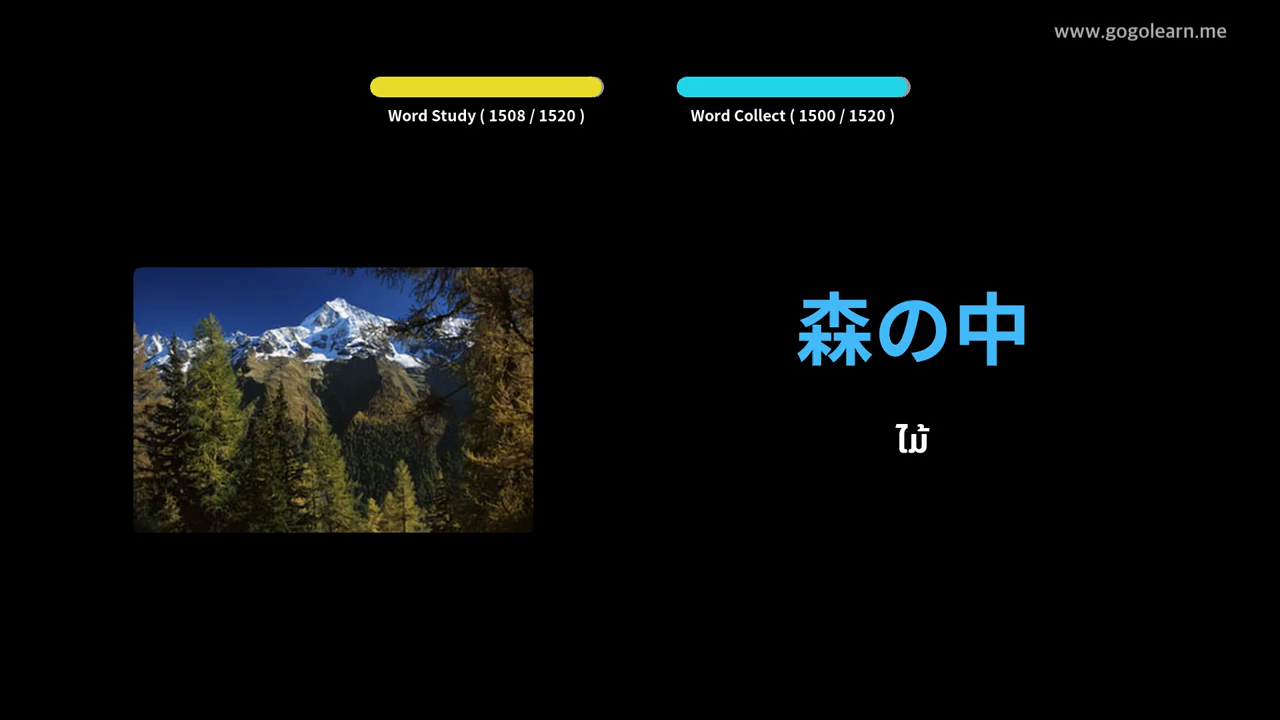 www.gogolearn.me
Word Study ( 1508 / 1520 )
Word Collect ( 1500 / 1520 )
森の中
ไม้